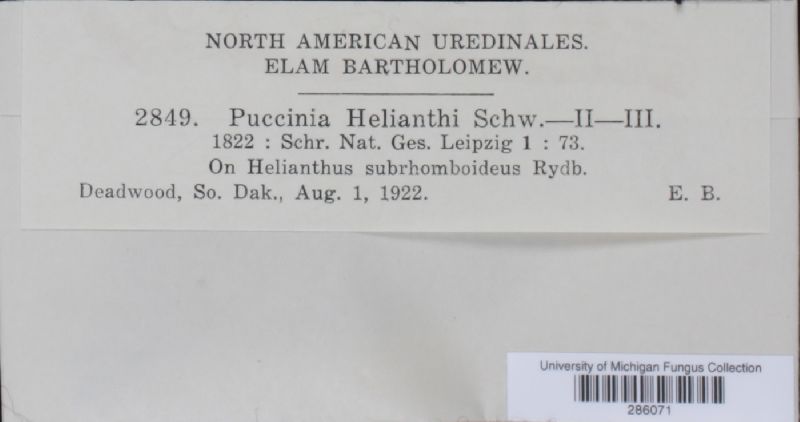 NORTH AMERICAN UREDINALES.
ELAM BARTHOLOMEW.
2849. Puccinia Helianthi Schw.—II—III.
1822 : Schr. Nat. Ges. Leipzig 1 : 73.
On Helianthus subrhomboideus Rydb.
Deadwood, So. Dak., Aug. 1, 1922. E. B.
University of Michigan Fungus Collection
286071